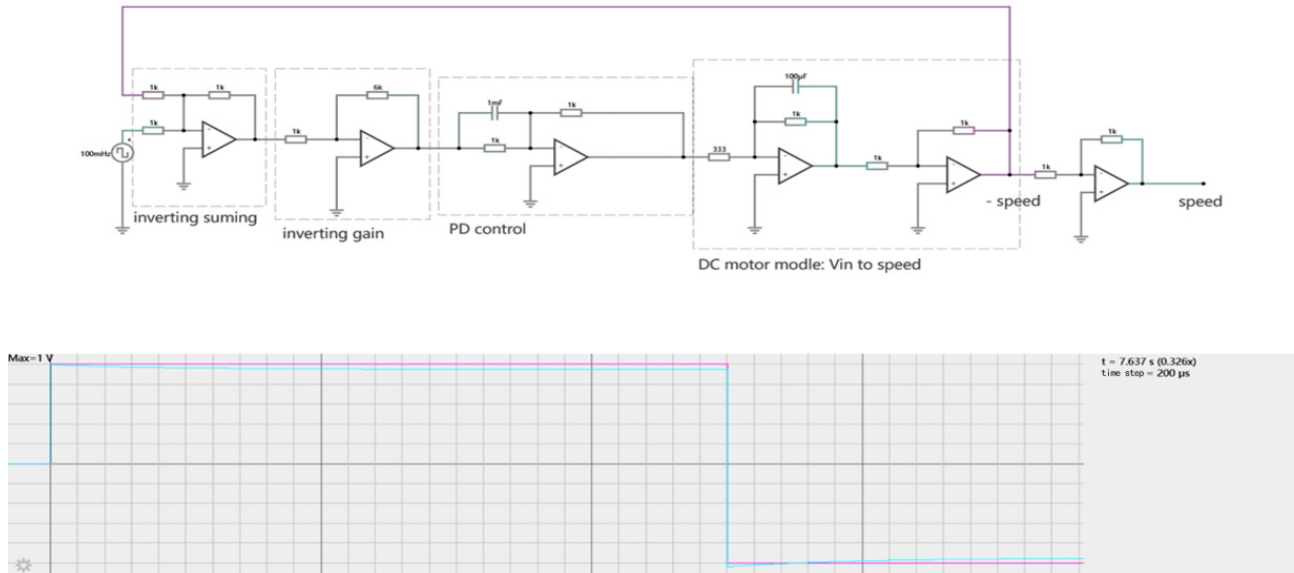 1k
1k
1k
100mHz
inverting suming
1k
6k
inverting gain
1mF
1k
1k
PD control
333
100µF
1k
1k
1k
DC motor modle: Vin to speed
- speed
1k
1k
speed
Max=1 V
t = 7.637 s (0.326x)
time step = 200 µs